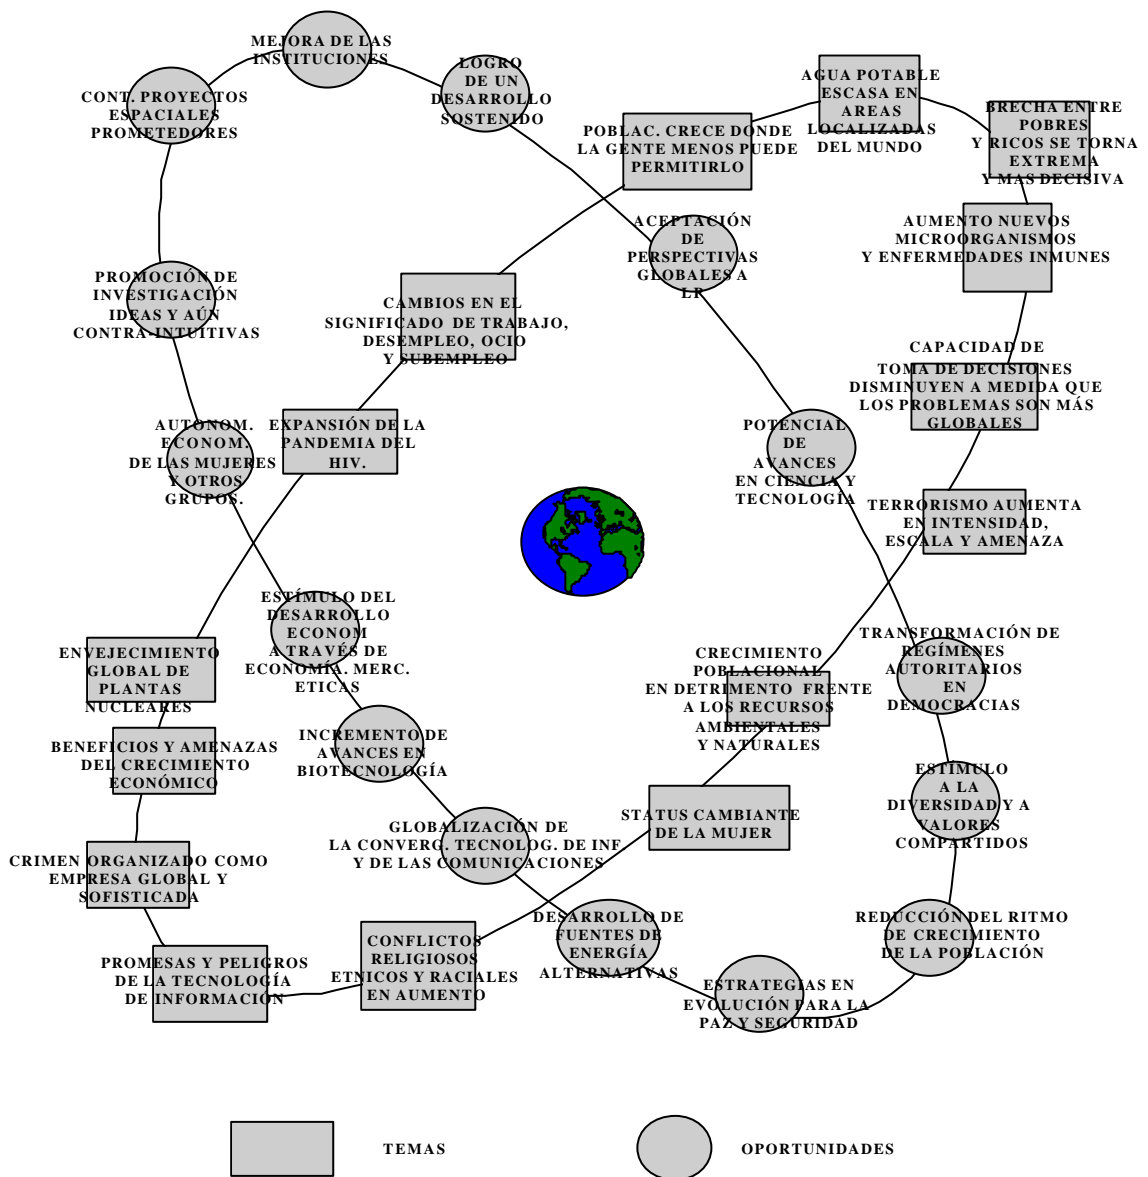 MEJORA DE LAS
INSTITUCIONES
LOGRO
DE UN
DESARROLLO
SOSTENIDO
CONT. PROYECTOS
ESPACIALES
PROMETEDORES
AGUA POTABLE
ESCASA EN
AREAS
LOCALIZADAS
DEL MUNDO
BRECHA ENTRE
POBRES
Y RICOS SE TORNA
EXTREMA
Y MAS DECISIVA
POBLAC. CRECE DONDE
LA GENTE MENOS PUEDE
PERMITIRLO
ACEPTACIÓN
DE
PERSPECTIVAS
GLOBALES A
LP
AUMENTO NUEVOS
MICROORGANISMOS
Y ENFERMEDADES INMUNES
PROMOCIÓN DE
INVESTIGACIÓN
IDEAS Y AÚN
CONTRA-INTUITIVAS
CAMBIOS EN EL
SIGNIFICADO DE TRABAJO,
DESEMPLEO, OCIO
Y SUBEMPLEO
CAPACIDAD DE
TOMA DE DECISIONES
DISMINUYEN A MEDIDA QUE
LOS PROBLEMAS SON MÁS
GLOBALES
AUTONOM.
ECONOM.
DE LAS MUJERES
Y OTROS
GRUPOS.
EXPANSIÓN DE LA
PANDEMIA DEL
HIV.
POTENCIAL
DE
AVANCES
EN CIENCIA Y
TECNOLOGÍA
TERRORISMO AUMENTA
EN INTENSIDAD,
ESCALA Y AMENAZA
ESTÍMULO DEL
DESARROLLO
ECONOM
A TRAVÉS DE
ECONOMÍA. MERC.
ETICAS
ENVEJECIMIENTO
GLOBAL DE
PLANTAS
NUCLEARES
CRECIMIENTO
POBLACIONAL
EN DETRIMENTO FRENTE
A LOS RECURSOS
AMBIENTALES
Y NATURALES
TRANSFORMACIÓN DE
REGÍMENES
AUTORITARIOS
EN
DEMOCRACIAS
BENEFICIOS Y AMENAZAS
DEL CRECIMIENTO
ECONÓMICO
INCREMENTO DE
AVANCES EN
BIOTECNOLOGÍA
ESTÍMULO
A LA
DIVERSIDAD Y A
VALORES
COMPARTIDOS
GLOBALIZACIÓN DE
LA CONVERG. TECNOLOG. DE INF
Y DE LAS COMUNICACIONES
STATUS CAMBIANTE
DE LA MUJER
CRIMEN ORGANIZADO COMO
EMPRESA GLOBAL Y
SOFISTICADA
DESARROLLO DE
FUENTES DE
ENERGÍA
ALTERNATIVAS
REDUCCIÓN DEL RITMO
DE CRECIMIENTO
DE LA POBLACIÓN
PROMESAS Y PELIGROS
DE LA TECNOLOGÍA
DE INFORMACIÓN
CONFLICTOS
RELIGIOSOS
ETNICOS Y RACIALES
EN AUMENTO
ESTRATEGIAS EN
EVOLUCIÓN PARA LA
PAZ Y SEGURIDAD
TEMAS
OPORTUNIDADES